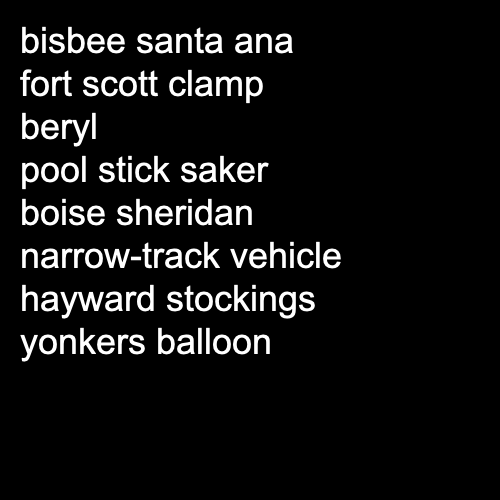 bisbee santa ana
fort scott clamp
beryl
pool stick saker
boise sheridan
narrow-track vehicle
hayward stockings
yonkers balloon